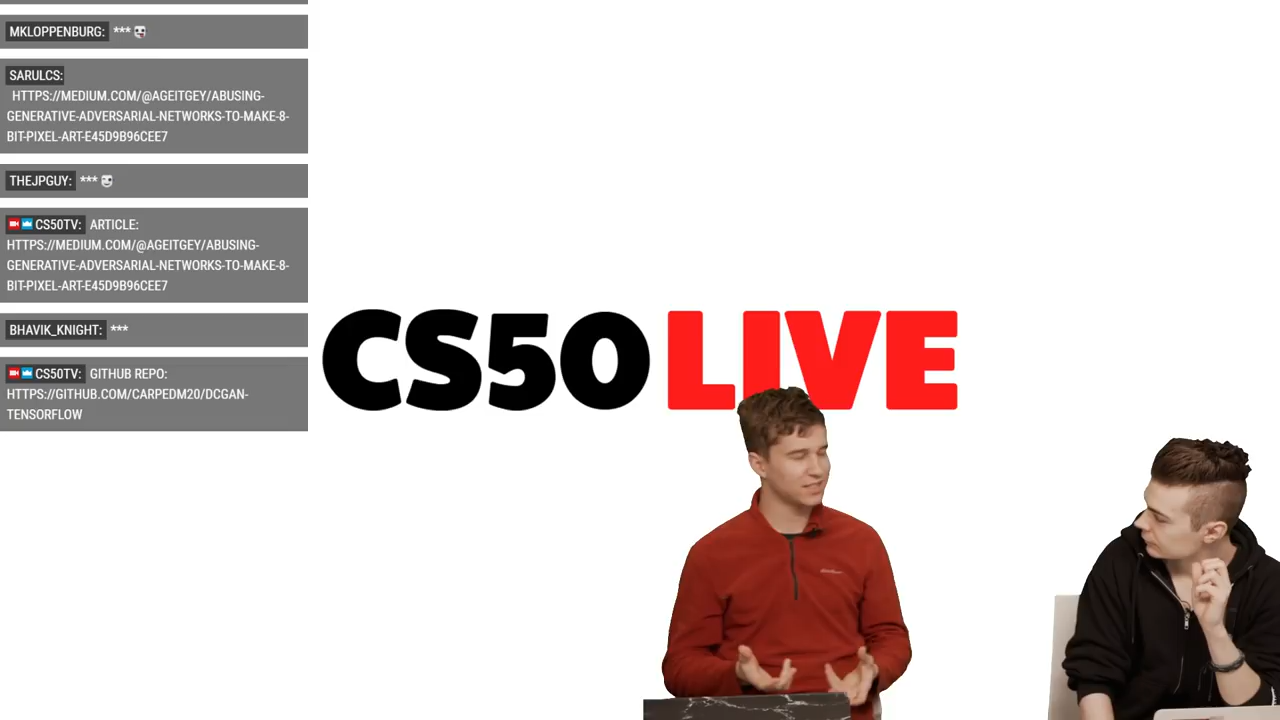 MKLOPPENBURG: ***
SARULCS:
HTTPS://MEDIUM.COM/@AGEITGEY/ABUSING-
GENERATIVE-ADVERSARIAL-NETWORKS-TO-MAKE-8-
BIT-PIXEL-ART-E45D9B96CEE7
THEJPGUY: ***
CS50TV: ARTICLE:
HTTPS://MEDIUM.COM/@AGEITGEY/ABUSING-
GENERATIVE-ADVERSARIAL-NETWORKS-TO-MAKE-8-
BIT-PIXEL-ART-E45D9B96CEE7
BHAVIK_KNIGHT: ***
CS50TV: GITHUB REPO:
HTTPS://GITHUB.COM/CARPEDM20/DCGAN-
TENSORFLOW
CS50 LIVE